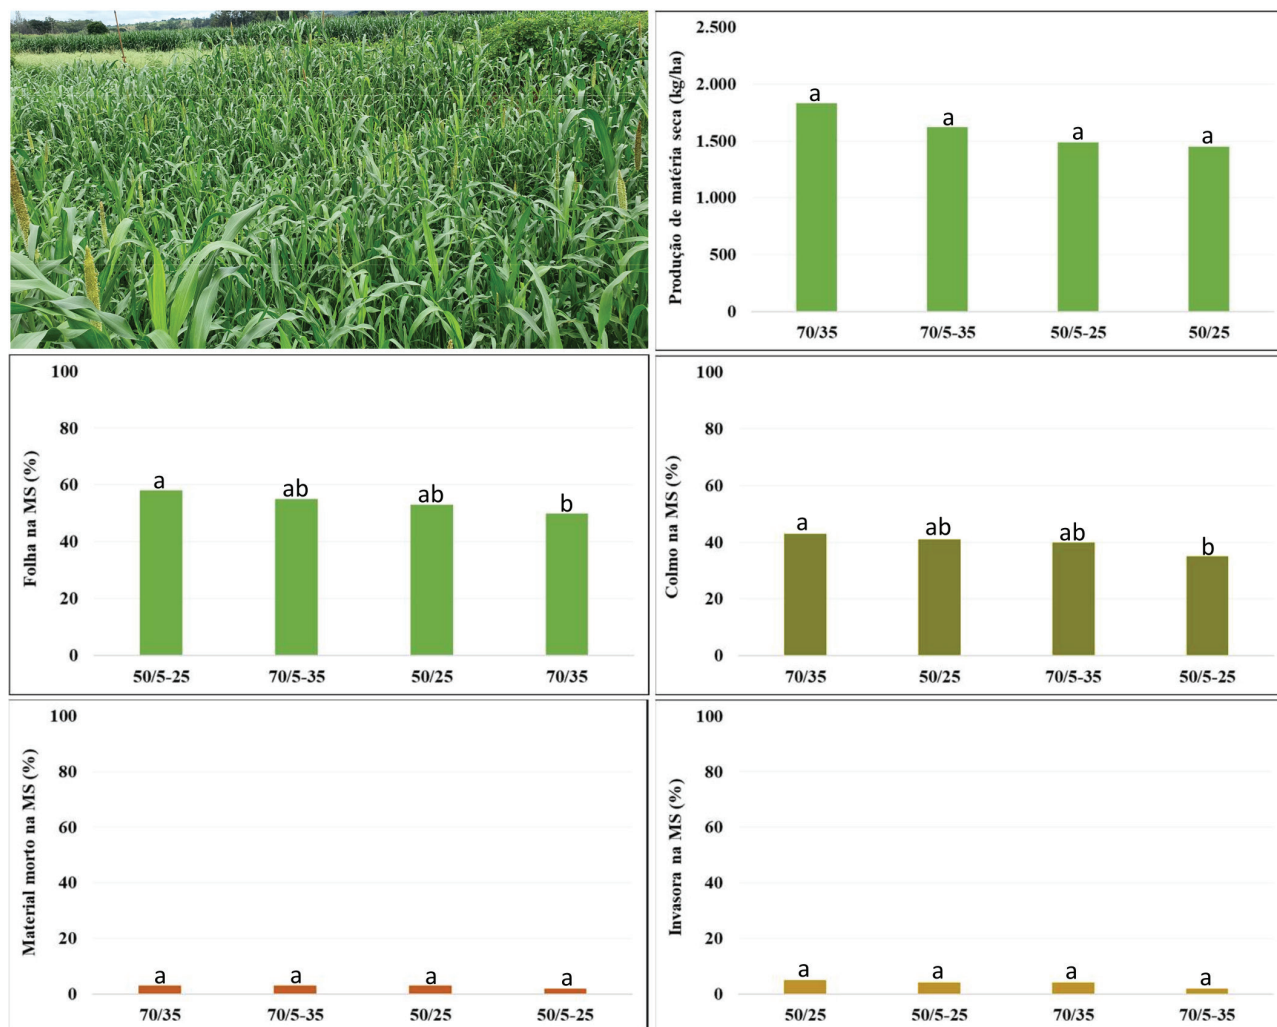 Produção de matéria seca (kg/ha)
2.500
2.000
1.500
1.000
500
0
a
a
a
a
70/35
70/5-35
50/5-25
50/25
Folha na MS (%)
100
80
60
40
20
0
a
ab
ab
b
50/5-25
70/5-35
50/25
70/35
Colmo na MS (%)
100
80
60
40
20
0
a
ab
ab
b
70/35
50/25
70/5-35
50/5-25
Material morto na MS (%)
100
80
60
40
20
0
a
a
a
a
70/35
70/5-35
50/25
50/5-25
Invasora na MS (%)
100
80
60
40
20
0
a
a
a
a
50/25
50/5-25
70/35
70/5-35